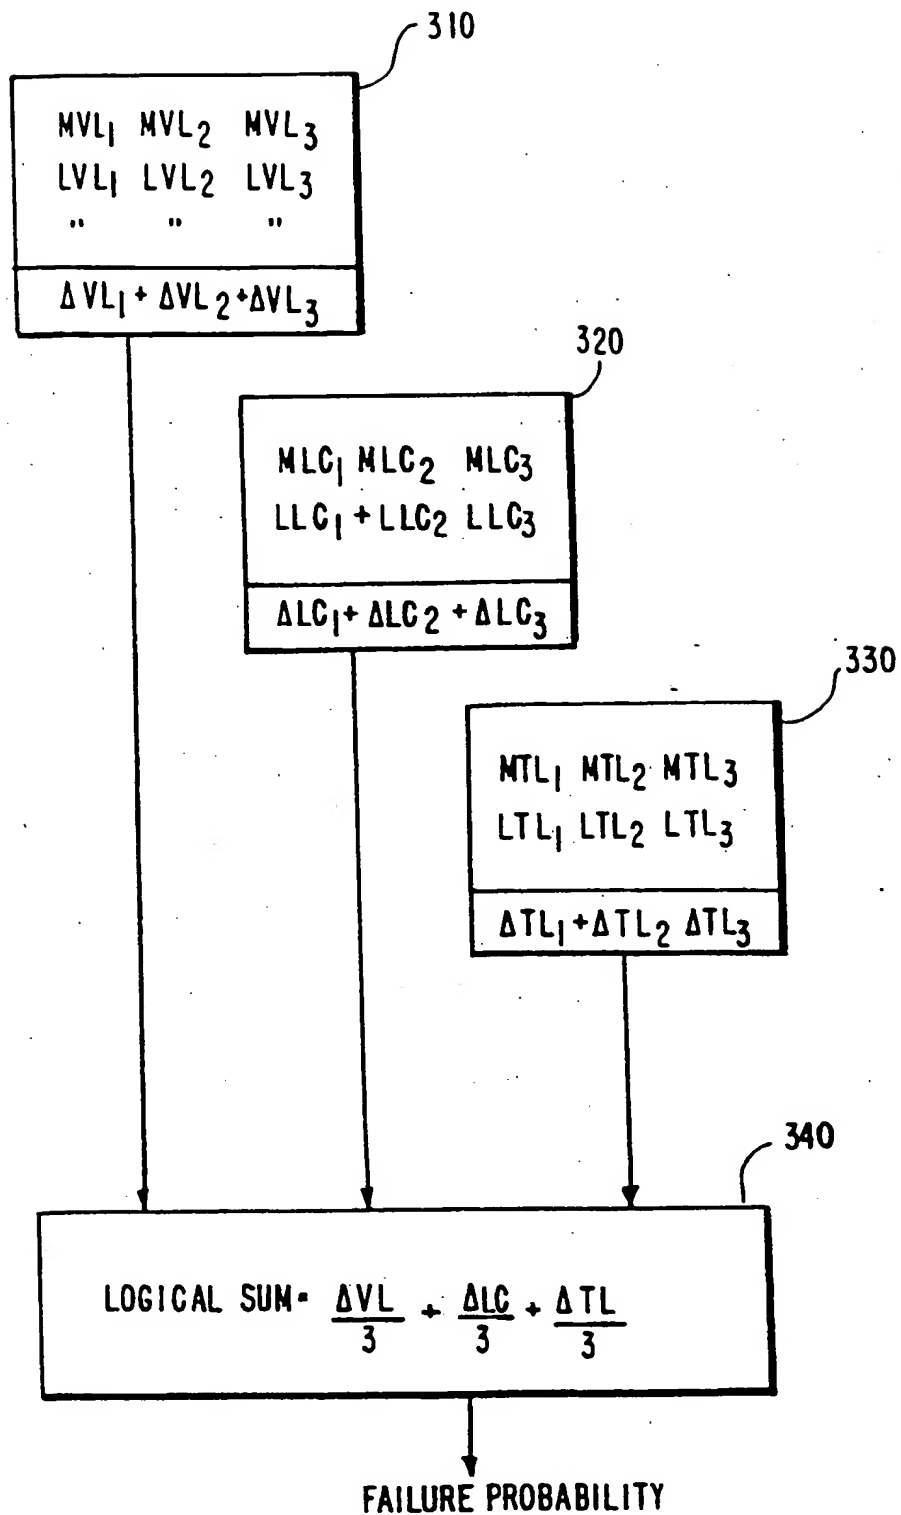 310
MVL₁ MVL₂ MVL₃
LVL₁ LVL₂ LVL₃
" " "
ΔVL₁ + ΔVL₂ + ΔVL₃
320
MLC₁ MLC₂ MLC₃
LLC₁ + LLC₂ LLC₃
ΔLC₁ + ΔLC₂ + ΔLC₃
330
MTL₁ MTL₂ MTL₃
LTL₁ LTL₂ LTL₃
ΔTL₁ + ΔTL₂ ΔTL₃
340
LOGICAL SUM = ΔVL/3 + ΔLC/3 + ΔTL/3
FAILURE PROBABILITY